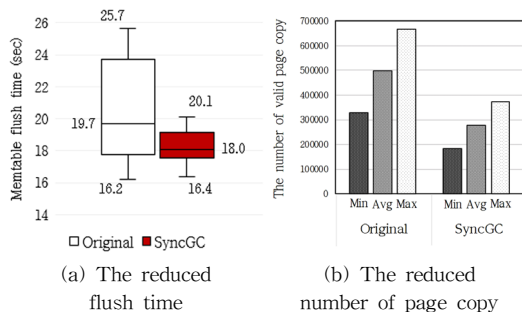 Memtable flush time (sec)
26
24
22
20
18
16
14
25.7
19.7
16.2
20.1
18.0
16.4
Original
SyncGC
(a) The reduced
flush time
The number of valid page copy
700000
600000
500000
400000
300000
200000
100000
0
Min Avg Max
Min Avg Max
Original
SyncGC
(b) The reduced
number of page copy